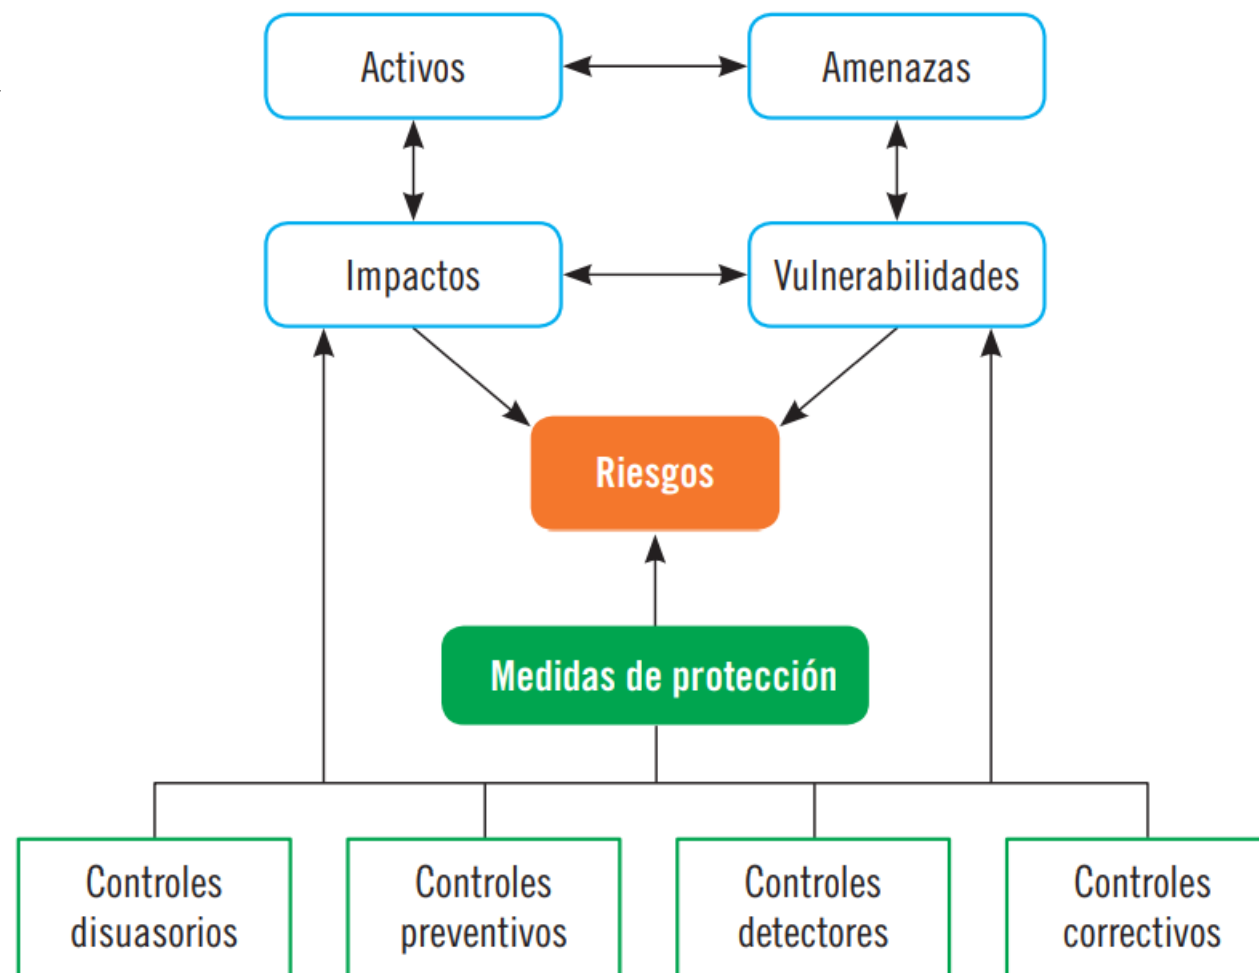 Activos
Amenazas
Impactos
Vulnerabilidades
Riesgos
Medidas de protección
Controles
disuasorios
Controles
preventivos
Controles
detectores
Controles
correctivos